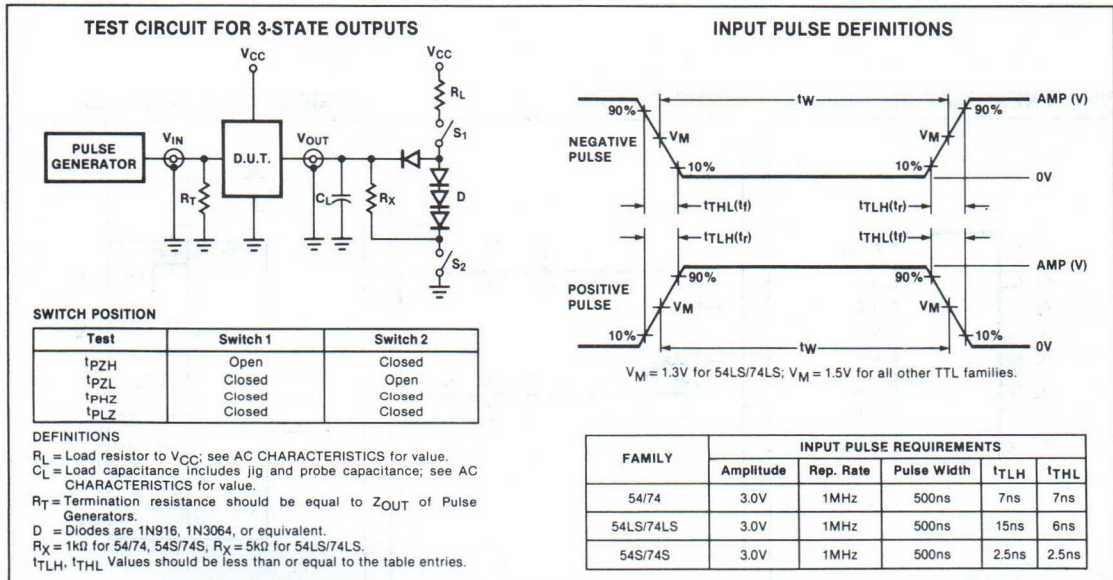 TEST CIRCUIT FOR 3-STATE OUTPUTS
VCC
VCC
RL
S1
PULSE
GENERATOR
VIN
D.U.T.
VOUT
RT
CL
RX
D
S2
SWITCH POSITION
Test Switch 1 Switch 2
tPZH Open Closed
tPZL Closed Open
tPHZ Closed Closed
tPLZ Closed Closed
DEFINITIONS
RL = Load resistor to VCC; see AC CHARACTERISTICS for value.
CL = Load capacitance includes jig and probe capacitance; see AC
CHARACTERISTICS for value.
RT = Termination resistance should be equal to ZOUT of Pulse
Generators.
D = Diodes are 1N916, 1N3064, or equivalent.
RX = 1kΩ for 54/74, 54S/74S, RX = 5kΩ for 54LS/74LS.
tTLH, tTHL Values should be less than or equal to the table entries.
INPUT PULSE DEFINITIONS
90% tW 90% AMP (V)
NEGATIVE
PULSE
VM VM
10% 10% 0V
tTHL(tf) tTLH(tr)
tTLH(tr) tTHL(tf)
AMP (V)
90% 90%
POSITIVE
PULSE
VM VM
10% 10%
tW 0V
VM = 1.3V for 54LS/74LS; VM = 1.5V for all other TTL families.
FAMILY INPUT PULSE REQUIREMENTS
Amplitude Rep. Rate Pulse Width tTLH tTHL
54/74 3.0V 1MHz 500ns 7ns 7ns
54LS/74LS 3.0V 1MHz 500ns 15ns 6ns
54S/74S 3.0V 1MHz 500ns 2.5ns 2.5ns